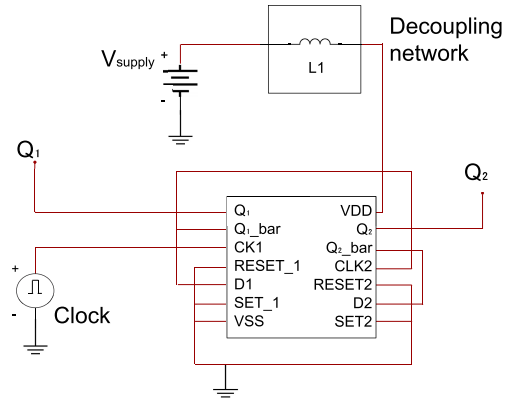 Decoupling
network
Vsupply
+
-
L1
Q1
Q2
Q1
Q1_bar
CK1
RESET_1
D1
SET_1
VSS
VDD
Q2
Q2_bar
CLK2
RESET2
D2
SET2
+
-
Clock